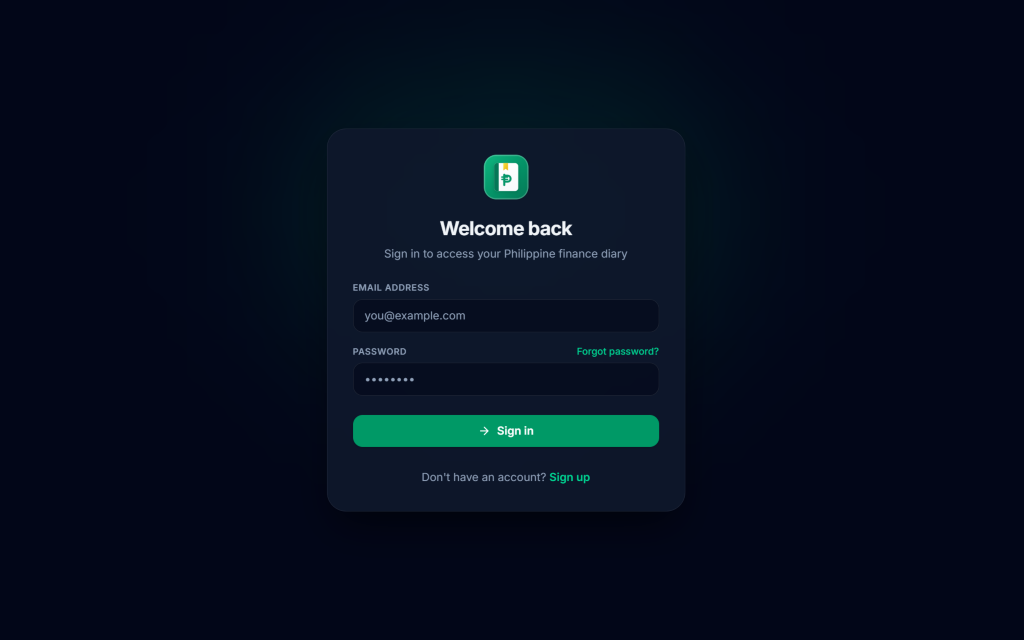 ₱
Welcome back
Sign in to access your Philippine finance diary
EMAIL ADDRESS
you@example.com
PASSWORD Forgot password?
••••••••
→ Sign in
Don't have an account? Sign up